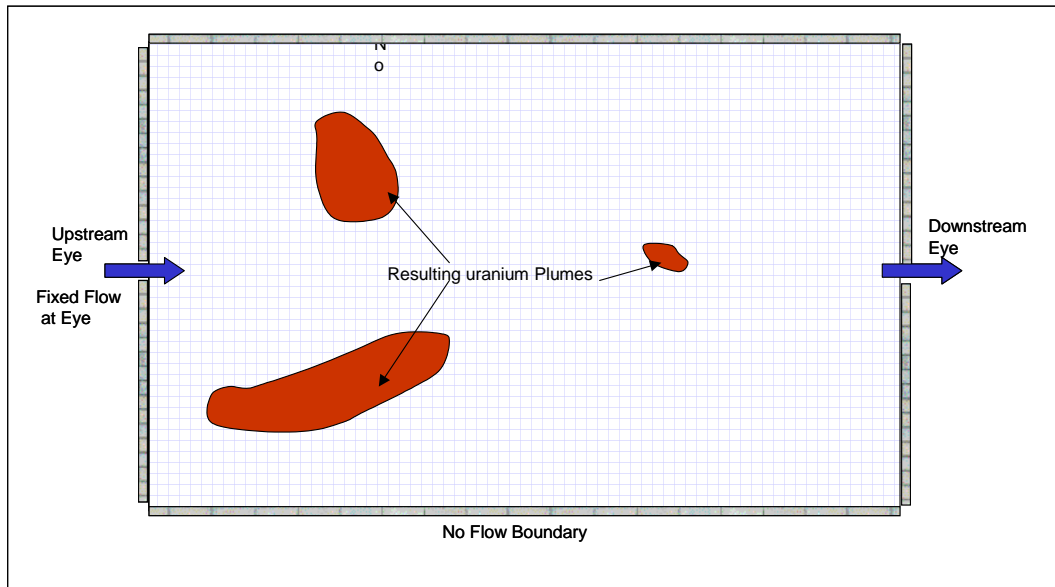 N
o
Upstream
Eye
Downstream
Eye
Resulting uranium Plumes
Fixed Flow
at Eye
No Flow Boundary